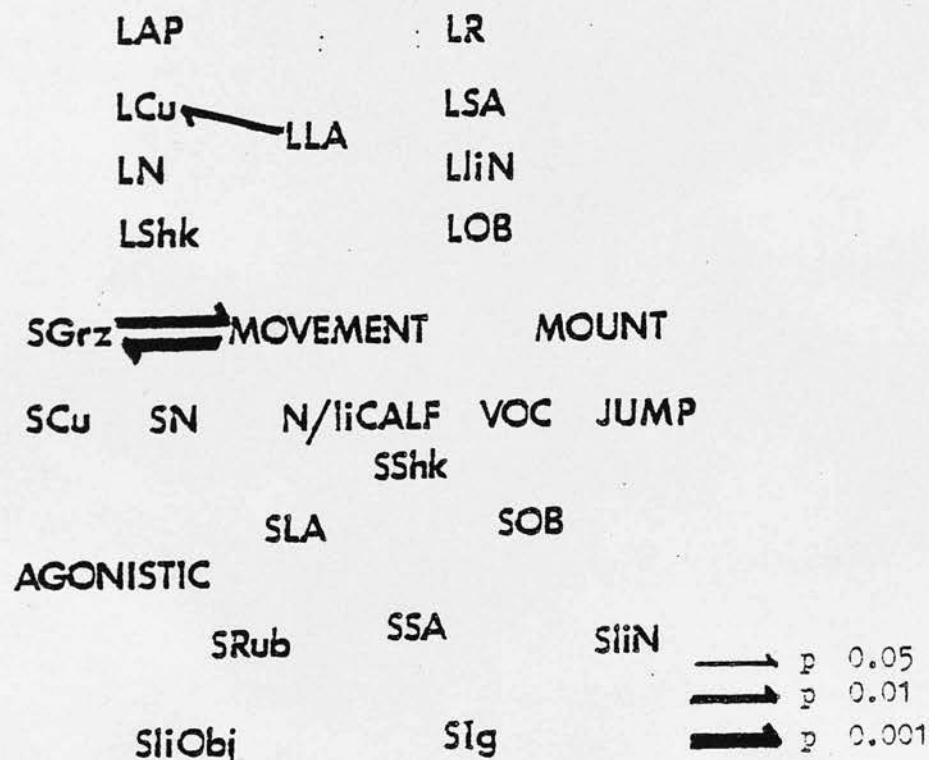 LAP LR
LCu LSA
LLA
LN LliN
LShk LOB
SGrz MOVEMENT MOUNT
SCu SN N/liCALF VOC JUMP
SShk
SLA SOB
AGONISTIC
SRub SSA SliN
p 0.05
p 0.01
SliObj SIg p 0.001